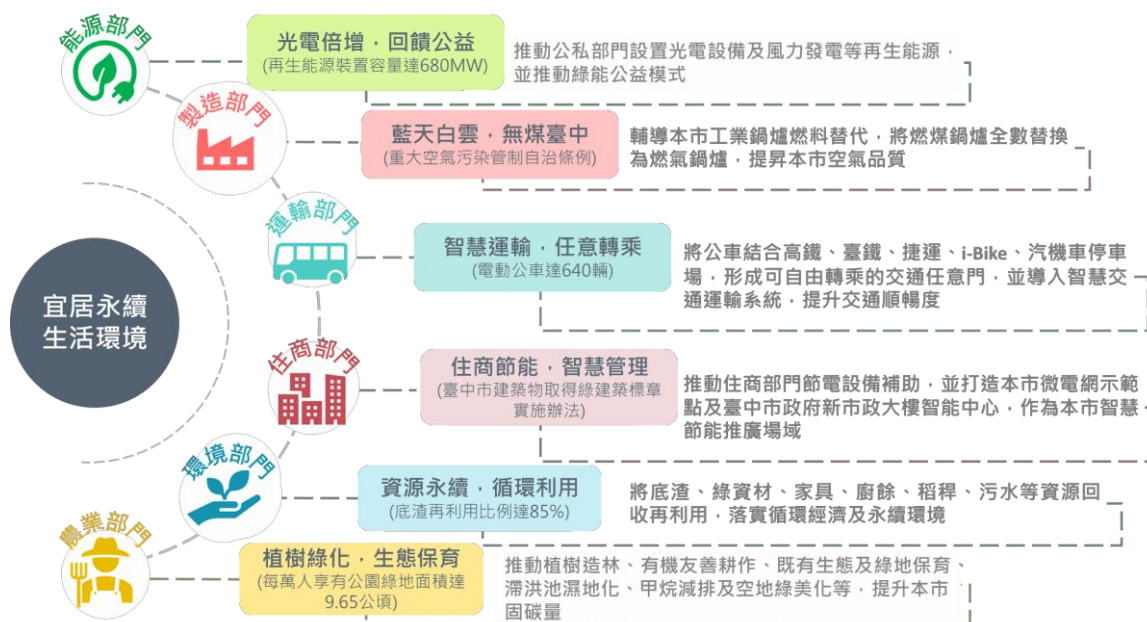 能源部門
光電倍增，回饋公益
(再生能源裝置容量達680MW)
推動公私部門設置光電設備及風力發電等再生能源，
並推動綠能公益模式
製造部門
藍天白雲，無煤臺中
(重大空氣污染管制自治條例)
輔導本市工業鍋爐燃料替代，將燃煤鍋爐全數替換
為燃氣鍋爐，提昇本市空氣品質
運輸部門
智慧運輸，任意轉乘
(電動公車達640輛)
將公車結合高鐵、臺鐵、捷運、i-Bike、汽機車停車
場，形成可自由轉乘的交通任意門，並導入智慧交
通運輸系統，提升交通順暢度
宜居永續
生活環境
住商部門
住商節能，智慧管理
(臺中市建築物取得綠建築標章
實施辦法)
推動住商部門節電設備補助，並打造本市微電網示範
點及臺中市政府新市政大樓智能中心，作為本市智慧
節能推廣場域
環境部門
資源永續，循環利用
(底渣再利用比例達85%)
將底渣、綠資材、家具、廚餘、稻稈、污水等資源回
收再利用，落實循環經濟及永續環境
農業部門
植樹綠化，生態保育
(每萬人享有公園綠地面積達
9.65公頃)
推動植樹造林、有機友善耕作、既有生態及綠地保育、
滯洪池濕地化、甲烷減排及空地綠美化等，提升本市
固碳量